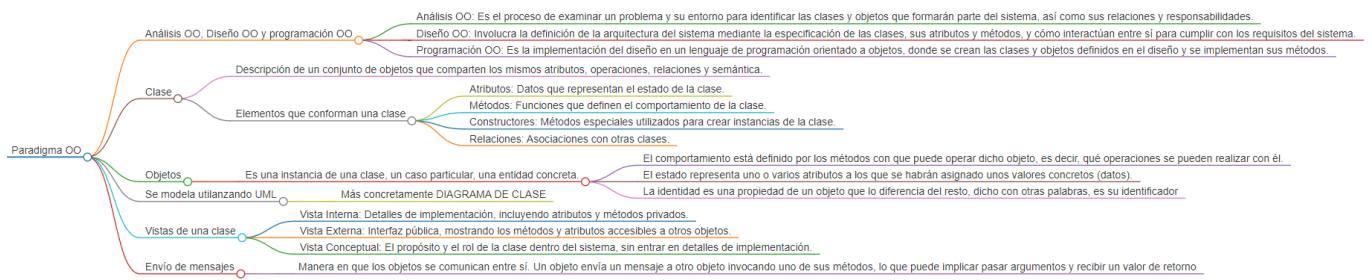 Paradigma OO
Análisis OO, Diseño OO y programación OO
Análisis OO: Es el proceso de examinar un problema y su entorno para identificar las clases y objetos que formarán parte del sistema, así como sus relaciones y responsabilidades.
Diseño OO: Involucra la definición de la arquitectura del sistema mediante la especificación de las clases, sus atributos y métodos, y cómo interactúan entre sí para cumplir con los requisitos del sistema.
Programación OO: Es la implementación del diseño en un lenguaje de programación orientado a objetos, donde se crean las clases y objetos definidos en el diseño y se implementan sus métodos.
Clase
Descripción de un conjunto de objetos que comparten los mismos atributos, operaciones, relaciones y semántica.
Elementos que conforman una clase
Atributos: Datos que representan el estado de la clase.
Métodos: Funciones que definen el comportamiento de la clase.
Constructores: Métodos especiales utilizados para crear instancias de la clase.
Relaciones: Asociaciones con otras clases.
Objetos
Es una instancia de una clase, un caso particular, una entidad concreta.
El comportamiento está definido por los métodos con que puede operar dicho objeto, es decir, qué operaciones se pueden realizar con él.
El estado representa uno o varios atributos a los que se habrán asignado unos valores concretos (datos).
La identidad es una propiedad de un objeto que lo diferencia del resto, dicho con otras palabras, es su identificador
Se modela utilanzando UML
Más concretamente DIAGRAMA DE CLASE
Vistas de una clase
Vista Interna: Detalles de implementación, incluyendo atributos y métodos privados.
Vista Externa: Interfaz pública, mostrando los métodos y atributos accesibles a otros objetos.
Vista Conceptual: El propósito y el rol de la clase dentro del sistema, sin entrar en detalles de implementación.
Envío de mensajes
Manera en que los objetos se comunican entre sí. Un objeto envía un mensaje a otro objeto invocando uno de sus métodos, lo que puede implicar pasar argumentos y recibir un valor de retorno